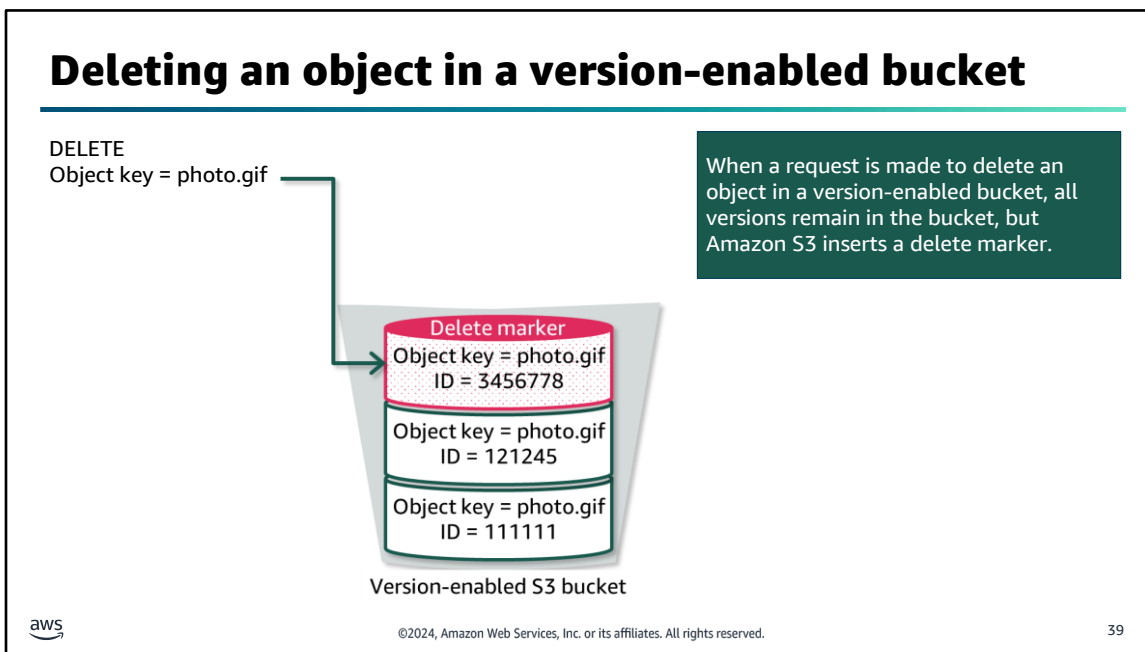 Deleting an object in a version-enabled bucket
DELETE
Object key = photo.gif
When a request is made to delete an
object in a version-enabled bucket, all
versions remain in the bucket, but
Amazon S3 inserts a delete marker.
Delete marker
Object key = photo.gif
ID = 3456778
Object key = photo.gif
ID = 121245
Object key = photo.gif
ID = 111111
Version-enabled S3 bucket
aws
©2024, Amazon Web Services, Inc. or its affiliates. All rights reserved.
39